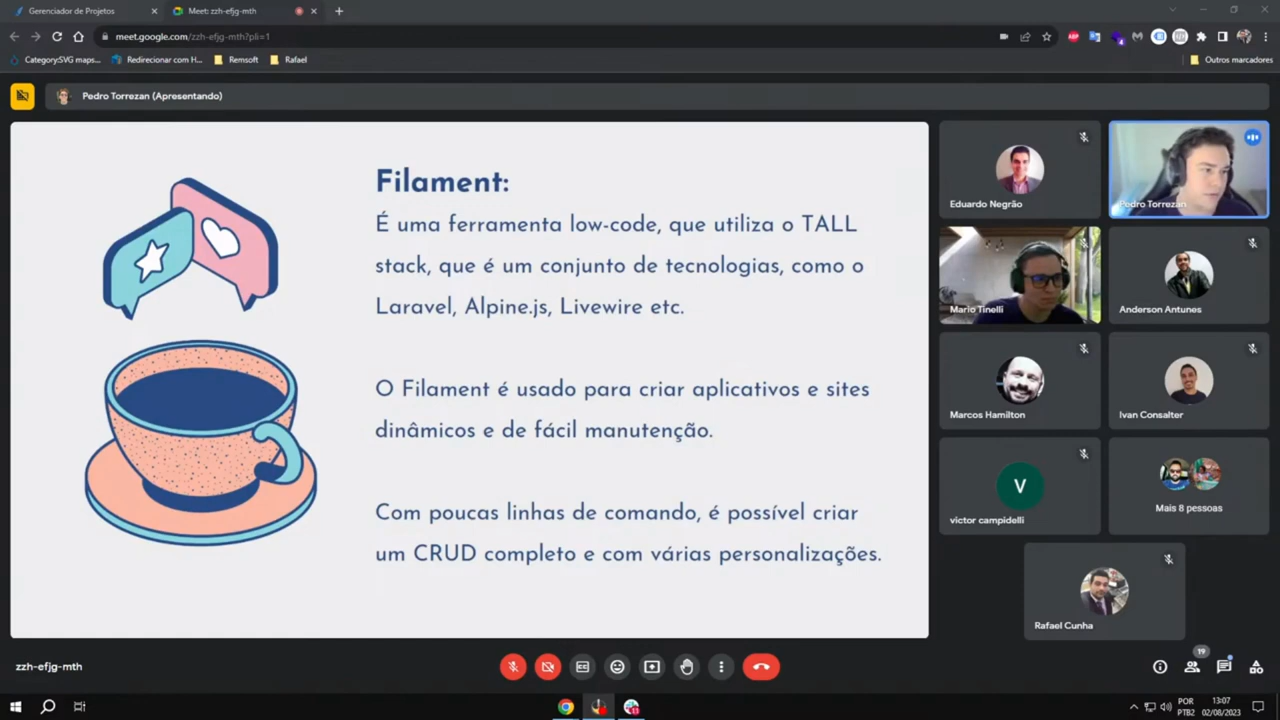 Gerenciador de Projetos
Meet: zzh-efjg-mth
meet.google.com/zzh-efjg-mth?pli=1
Category:SVG maps...
Redirecionar com H...
Remsoft
Rafael
Outros marcadores
Pedro Torrezan (Apresentando)
Filament:
É uma ferramenta low-code, que utiliza o TALL
stack, que é um conjunto de tecnologias, como o
Laravel, Alpine.js, Livewire etc.
O Filament é usado para criar aplicativos e sites
dinâmicos e de fácil manutenção.
Com poucas linhas de comando, é possível criar
um CRUD completo e com várias personalizações.
Eduardo Negrão
Pedro Torrezan
Mario Tinelli
Anderson Antunes
Marcos Hamilton
Ivan Consalter
V
victor campidelli
Mais 8 pessoas
Rafael Cunha
zzh-efjg-mth
19
POR
PTB2
13:07
02/08/2023